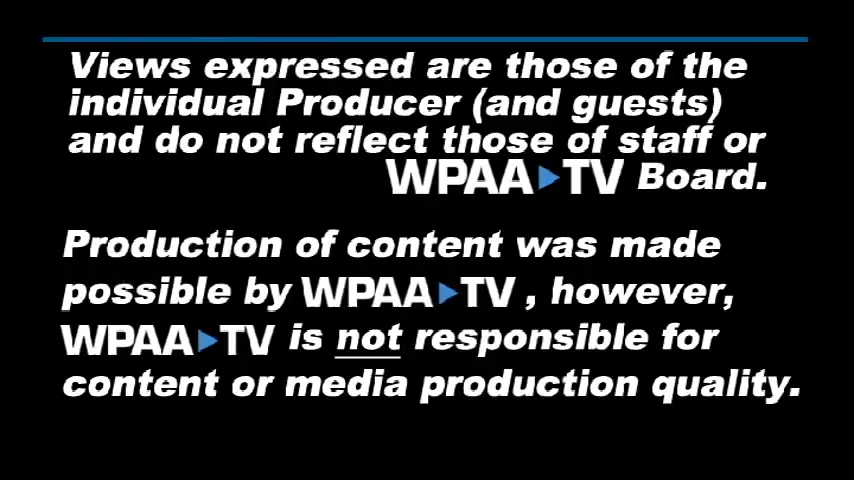 Views expressed are those of the
individual Producer (and guests)
and do not reflect those of staff or
WPAA TV Board.
Production of content was made
possible by WPAA TV , however,
WPAA TV is not responsible for
content or media production quality.